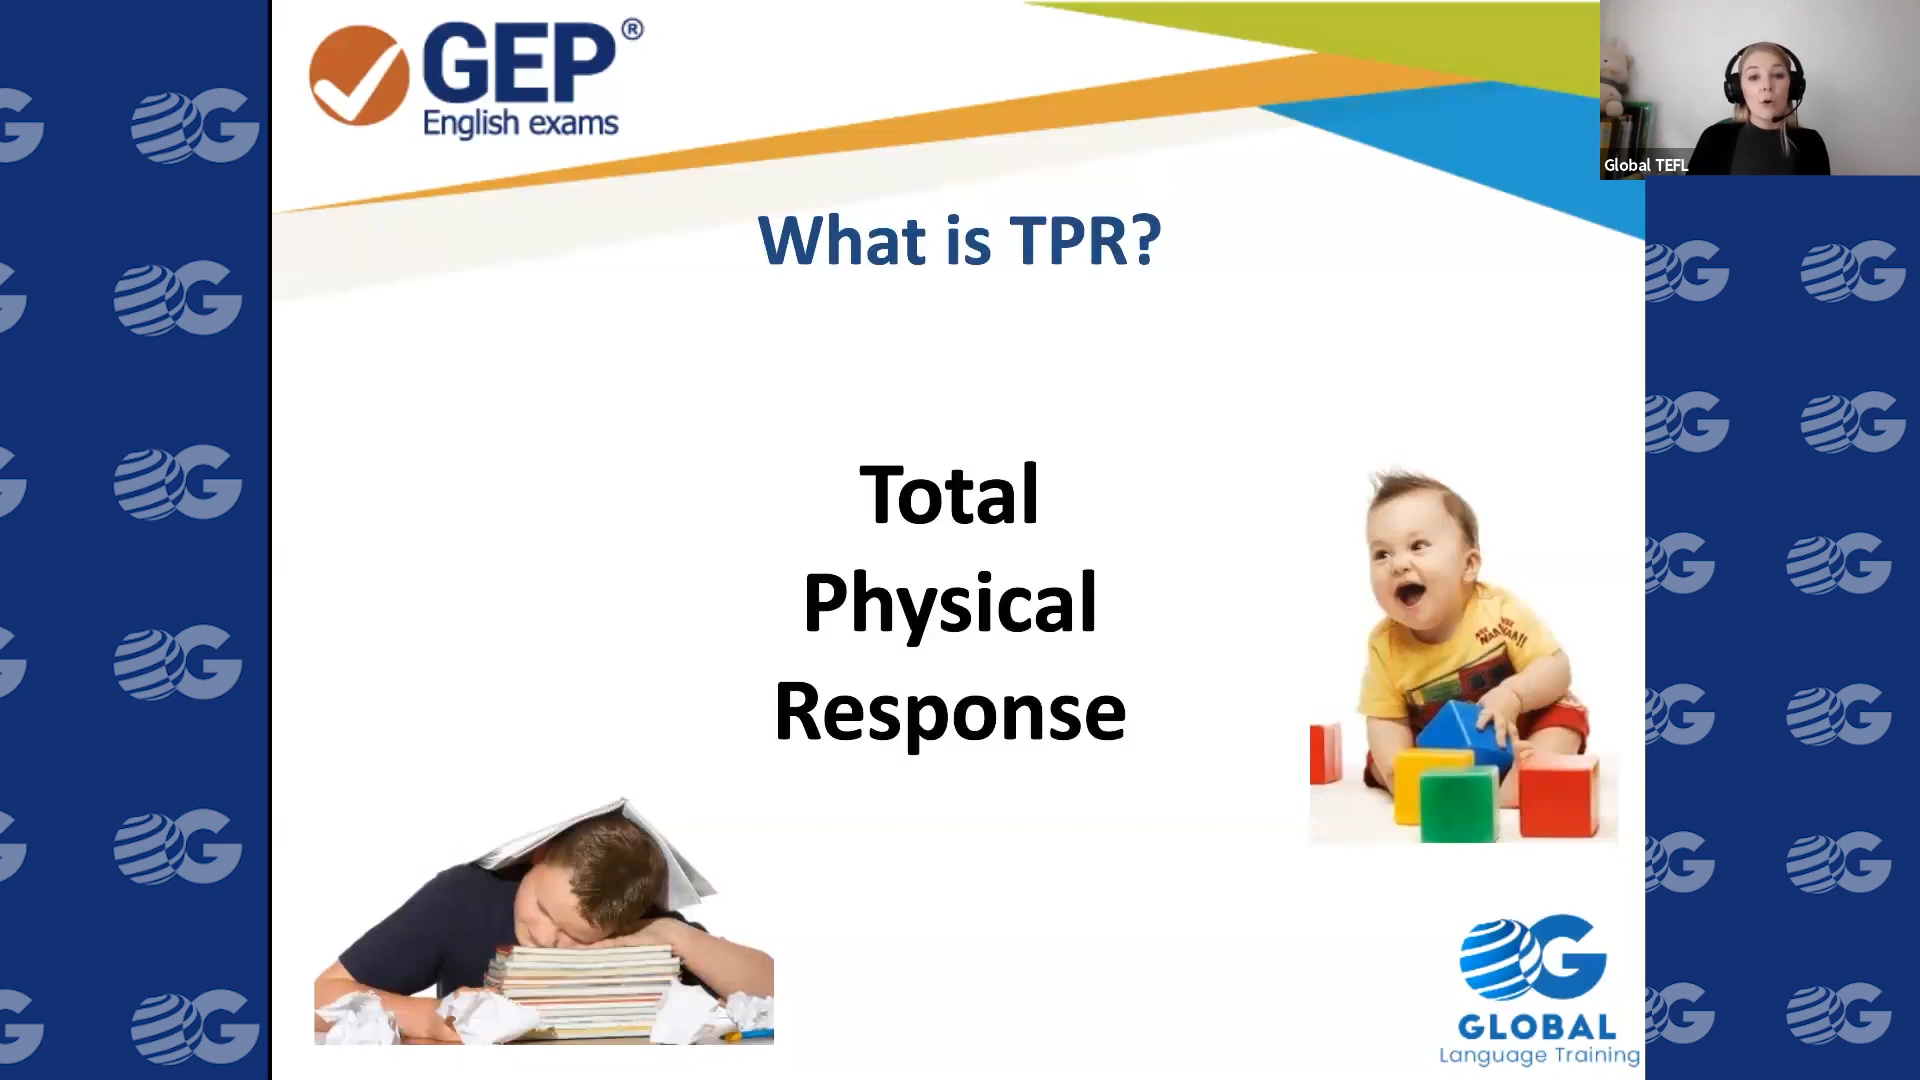 GEP®
English exams
Global TEFL
What is TPR?
Total
Physical
Response
GLOBAL
Language Training